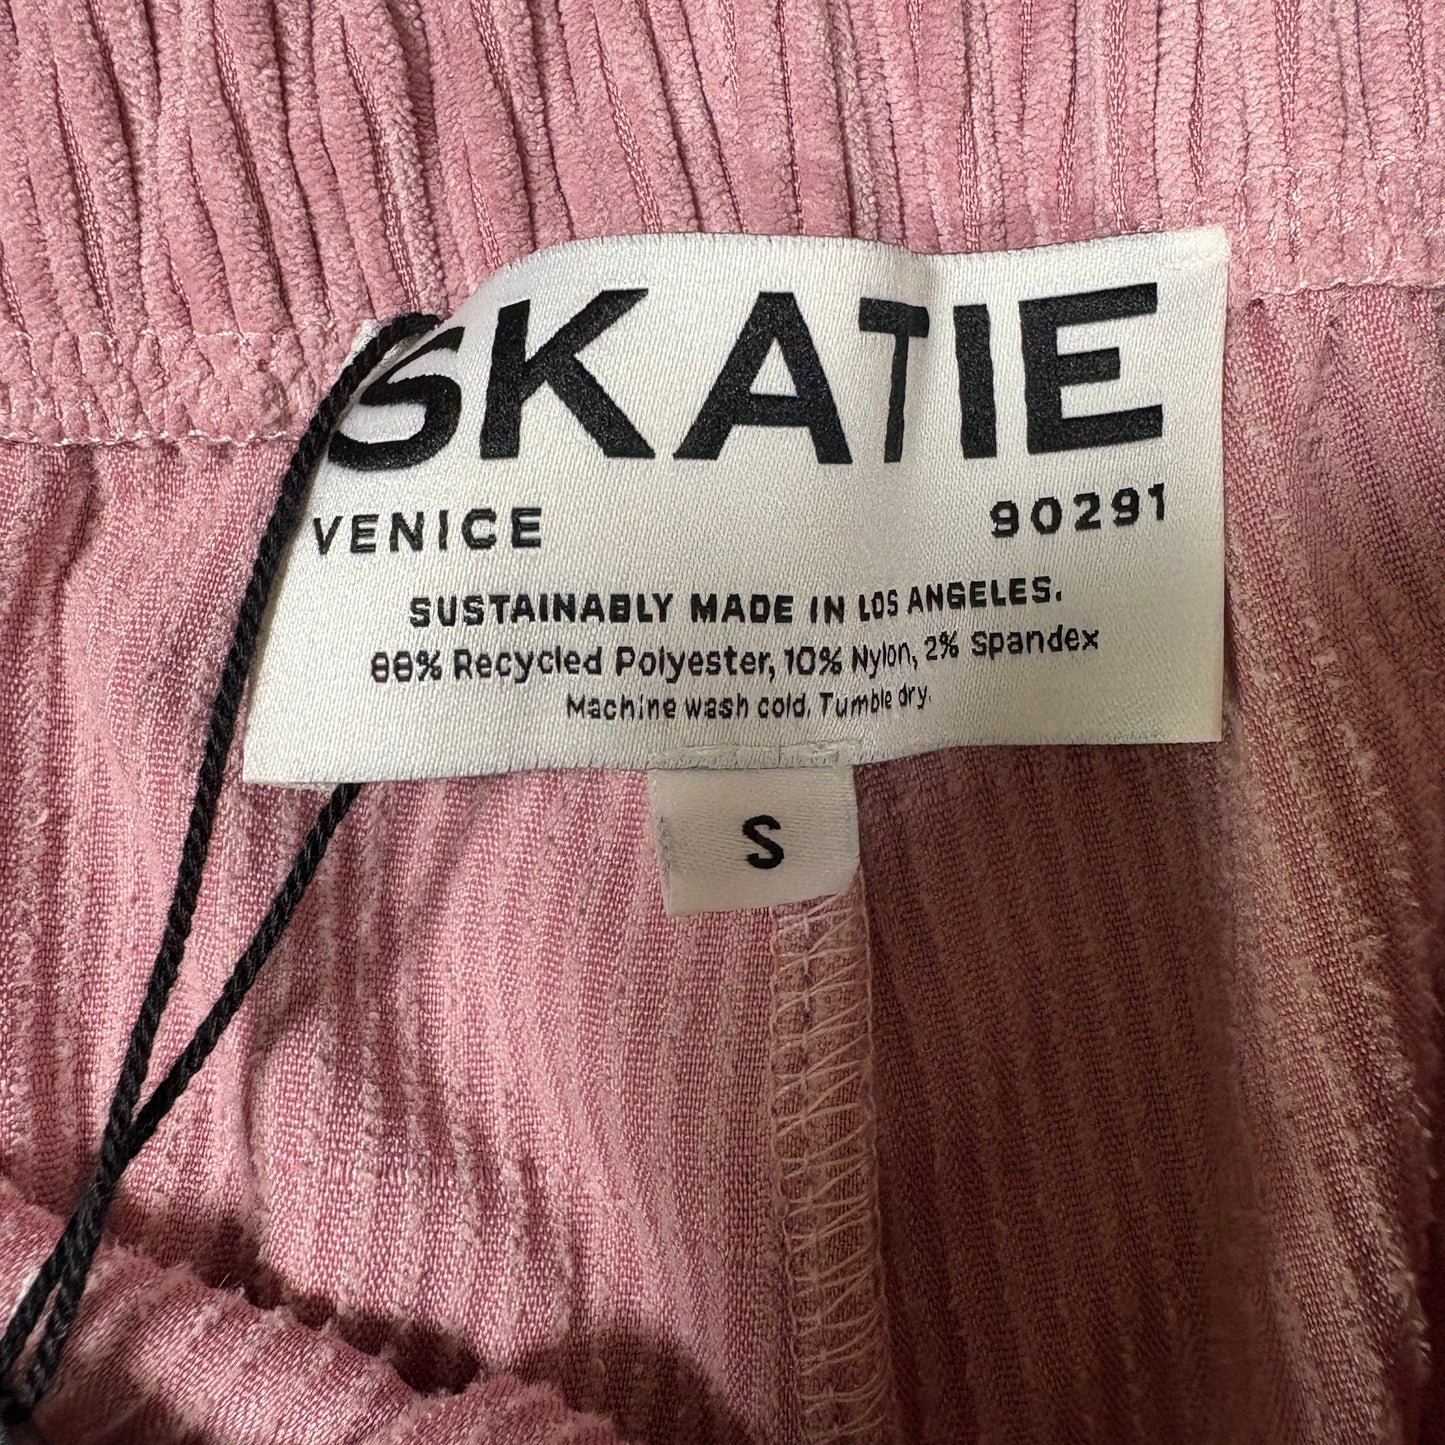 SKATIE
VENICE 90291
SUSTAINABLY MADE IN LOS ANGELES.
88% Recycled Polyester, 10% Nylon, 2% Spandex
Machine wash cold. Tumble dry.
S